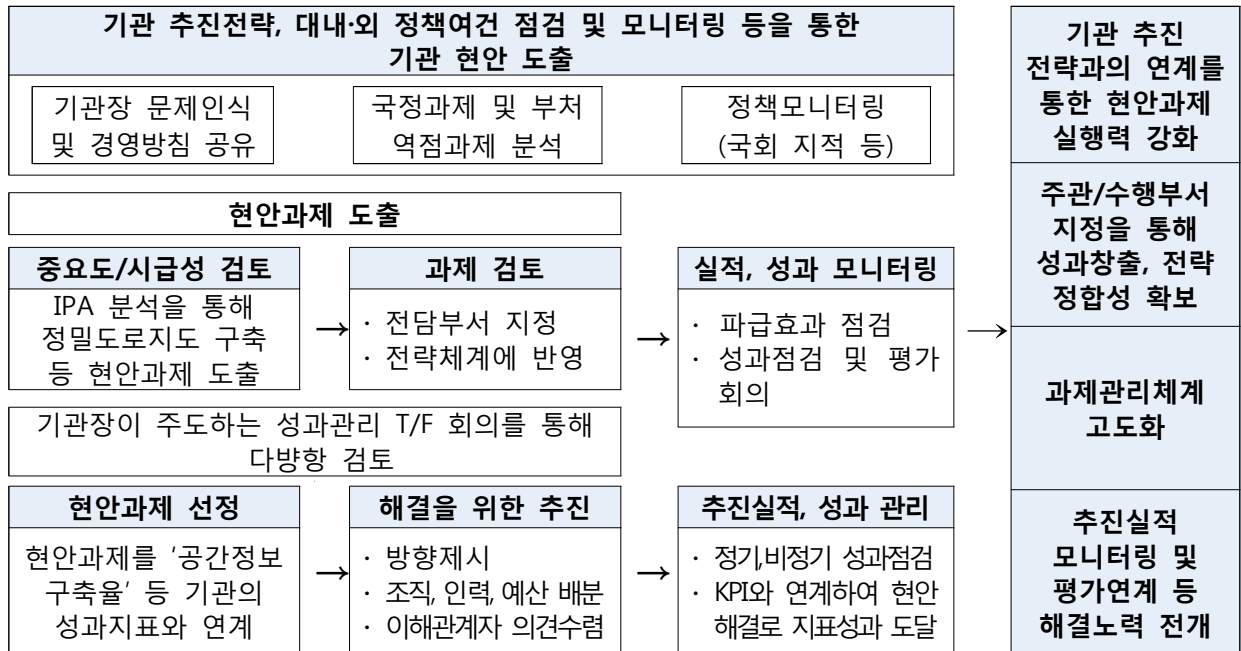 기관 추진전략, 대내·외 정책여건 점검 및 모니터링 등을 통한
기관 현안 도출
기관장 문제인식
및 경영방침 공유
국정과제 및 부처
역점과제 분석
정책모니터링
(국회 지적 등)
현안과제 도출
중요도/시급성 검토
IPA 분석을 통해
정밀도로지도 구축
등 현안과제 도출
→
과제 검토
· 전담부서 지정
· 전략체계에 반영
→
실적, 성과 모니터링
· 파급효과 점검
· 성과점검 및 평가
회의
기관장이 주도하는 성과관리 T/F 회의를 통해
다뱡항 검토
현안과제 선정
현안과제를 '공간정보
구축율' 등 기관의
성과지표와 연계
→
해결을 위한 추진
· 방향제시
· 조직, 인력, 예산 배분
· 이해관계자 의견수렴
→
추진실적, 성과 관리
· 정기,비정기 성과점검
· KPI와 연계하여 현안
해결로 지표성과 도달
→
기관 추진
전략과의 연계를
통한 현안과제
실행력 강화
주관/수행부서
지정을 통해
성과창출, 전략
정합성 확보
과제관리체계
고도화
추진실적
모니터링 및
평가연계 등
해결노력 전개